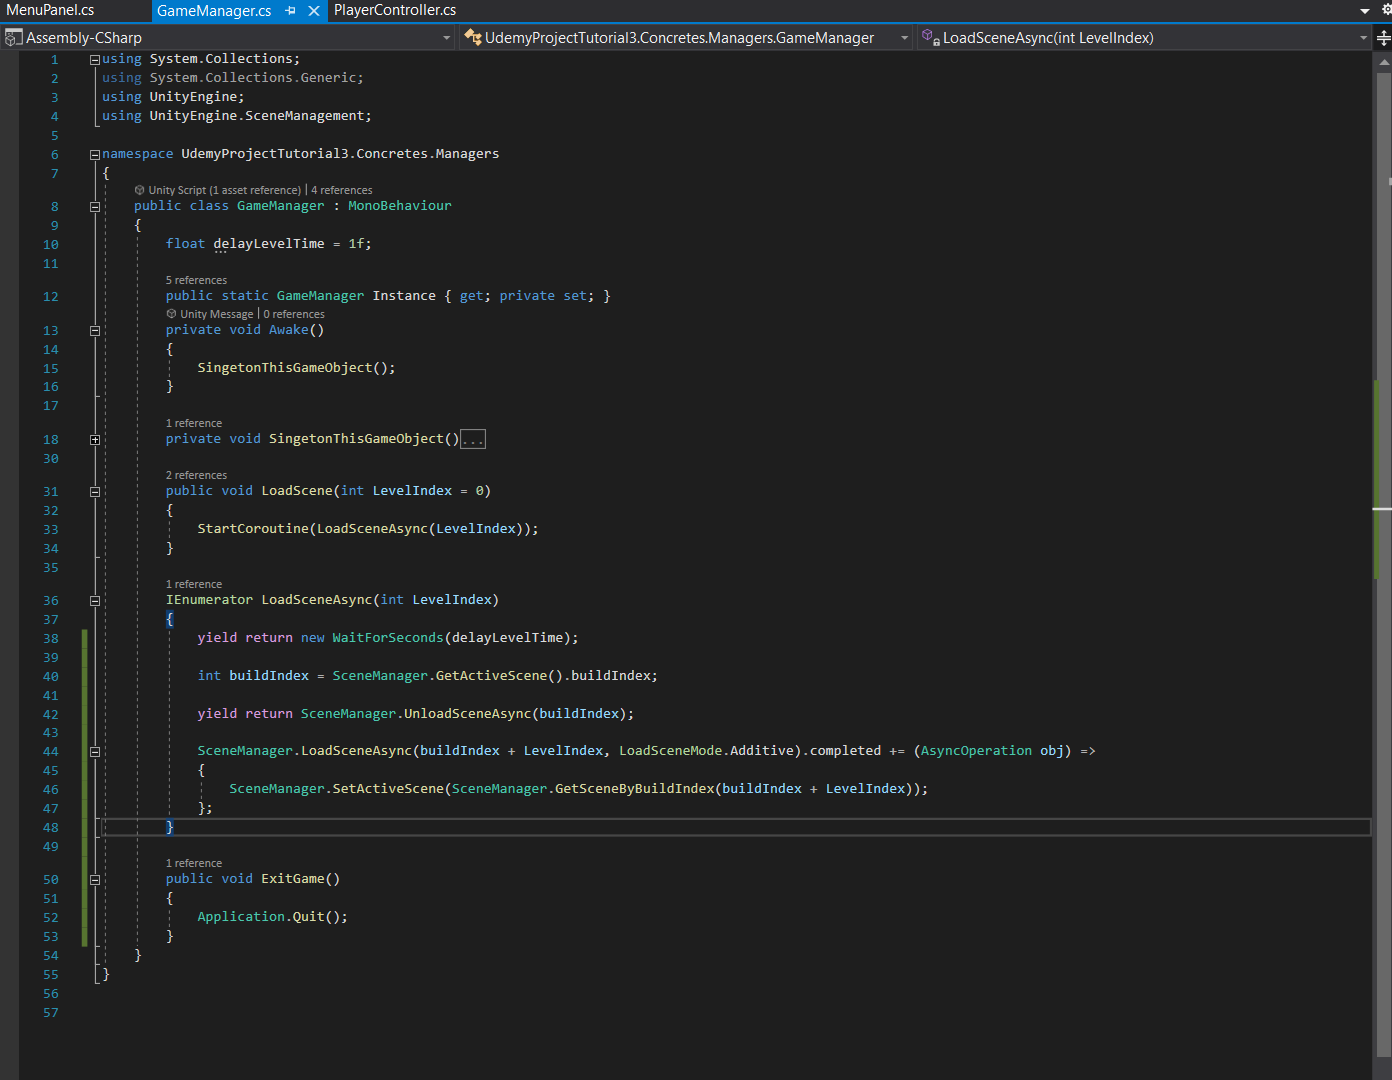 MenuPanel.cs GameManager.cs PlayerController.cs
Assembly-CSharp UdemyProjectTutorial3.Concretes.Managers.GameManager LoadSceneAsync(int LevelIndex)
1 using System.Collections;
2 using System.Collections.Generic;
3 using UnityEngine;
4 using UnityEngine.SceneManagement;
5
6 namespace UdemyProjectTutorial3.Concretes.Managers
7 {
Unity Script (1 asset reference) | 4 references
8 public class GameManager : MonoBehaviour
9 {
10 float delayLevelTime = 1f;
11
5 references
12 public static GameManager Instance { get; private set; }
Unity Message | 0 references
13 private void Awake()
14 {
15 SingetonThisGameObject();
16 }
17
1 reference
18 private void SingetonThisGameObject()...
30
2 references
31 public void LoadScene(int LevelIndex = 0)
32 {
33 StartCoroutine(LoadSceneAsync(LevelIndex));
34 }
35
1 reference
36 IEnumerator LoadSceneAsync(int LevelIndex)
37 {
38 yield return new WaitForSeconds(delayLevelTime);
39
40 int buildIndex = SceneManager.GetActiveScene().buildIndex;
41
42 yield return SceneManager.UnloadSceneAsync(buildIndex);
43
44 SceneManager.LoadSceneAsync(buildIndex + LevelIndex, LoadSceneMode.Additive).completed += (AsyncOperation obj) =>
45 {
46 SceneManager.SetActiveScene(SceneManager.GetSceneByBuildIndex(buildIndex + LevelIndex));
47 };
48 }
49
1 reference
50 public void ExitGame()
51 {
52 Application.Quit();
53 }
54 }
55 }
56
57